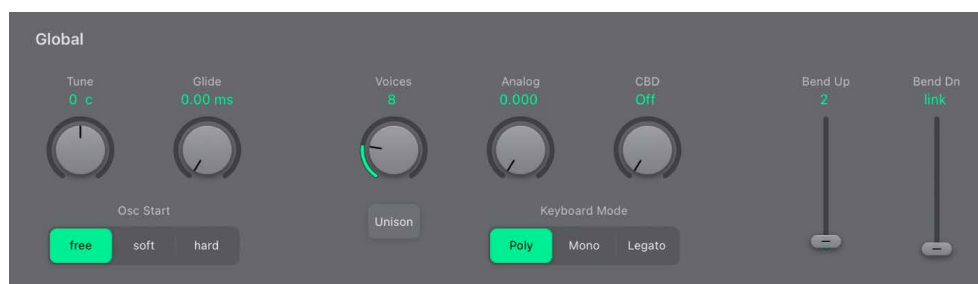 Global
Tune Glide Voices Analog CBD Bend Up Bend Dn
0 c 0.00 ms 8 0.000 Off 2 link
Osc Start Unison Keyboard Mode
free soft hard Poly Mono Legato